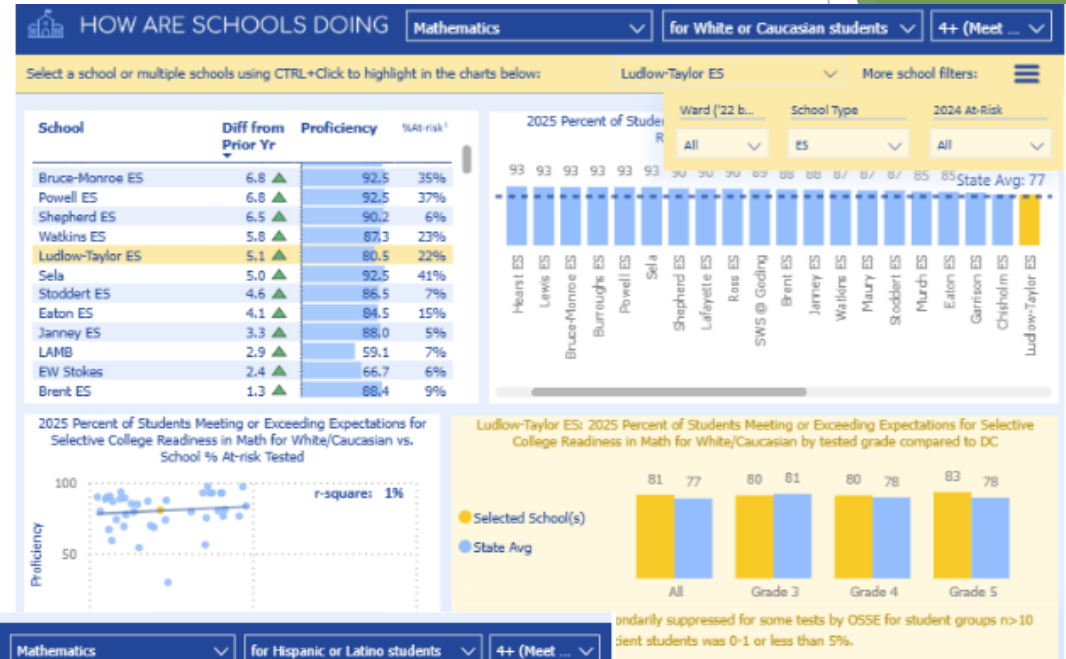 HOW ARE SCHOOLS DOING
Mathematics
for White or Caucasian students
4+ (Meet ...
Select a school or multiple schools using CTRL+Click to highlight in the charts below:
Ludlow-Taylor ES
More school filters:
Ward ('22 b...
School Type
2024 At-Risk
All
ES
All
School Diff from Prior Yr Proficiency %At-risk¹
Bruce-Monroe ES 6.8 92.5 35%
Powell ES 6.8 92.5 37%
Shepherd ES 6.5 90.2 6%
Watkins ES 5.8 87.3 23%
Ludlow-Taylor ES 5.1 80.5 22%
Sela 5.0 92.5 41%
Stoddert ES 4.6 86.5 7%
Eaton ES 4.1 84.5 15%
Janney ES 3.3 88.0 5%
LAMB 2.9 59.1 7%
EW Stokes 2.4 66.7 6%
Brent ES 1.3 88.4 9%
2025 Percent of Stude
R
93 93 93 93 93 93 90 90 90 89 88 88 87 87 87 85 85
State Avg: 77
Hearst ES
Lewis ES
Bruce-Monroe ES
Burroughs ES
Powell ES
Sela
Shepherd ES
Lafayette ES
Ross ES
SWS @ Goding
Brent ES
Janney ES
Watkins ES
Maury ES
Stoddert ES
Murch ES
Eaton ES
Garrison ES
Chisholm ES
Ludlow-Taylor ES
2025 Percent of Students Meeting or Exceeding Expectations for
Selective College Readiness in Math for White/Caucasian vs.
School % At-risk Tested
100
r-square: 1%
50
Proficiency
Ludlow-Taylor ES: 2025 Percent of Students Meeting or Exceeding Expectations for Selective
College Readiness in Math for White/Caucasian by tested grade compared to DC
Selected School(s)
State Avg
81 77 80 81 80 78 83 78
All Grade 3 Grade 4 Grade 5
ondarily suppressed for some tests by OSSE for student groups n>10
cient students was 0-1 or less than 5%.
Mathematics
for Hispanic or Latino students
4+ (Meet ...